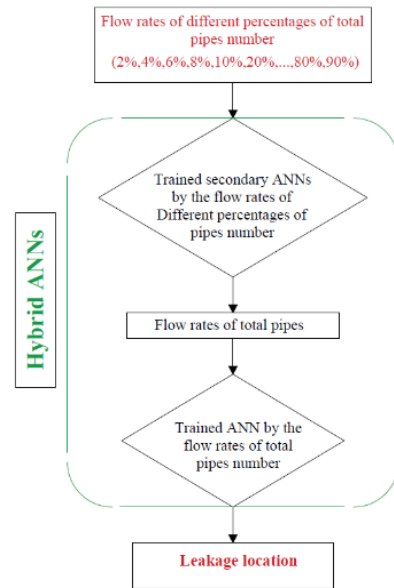 Flow rates of different percentages of total
pipes number
(2%,4%,6%,8%,10%,20%,...,80%,90%)
Trained secondary ANNs
by the flow rates of
Different percentages of
pipes number
Hybrid ANNs
Flow rates of total pipes
Trained ANN by the
flow rates of total
pipes number
Leakage location